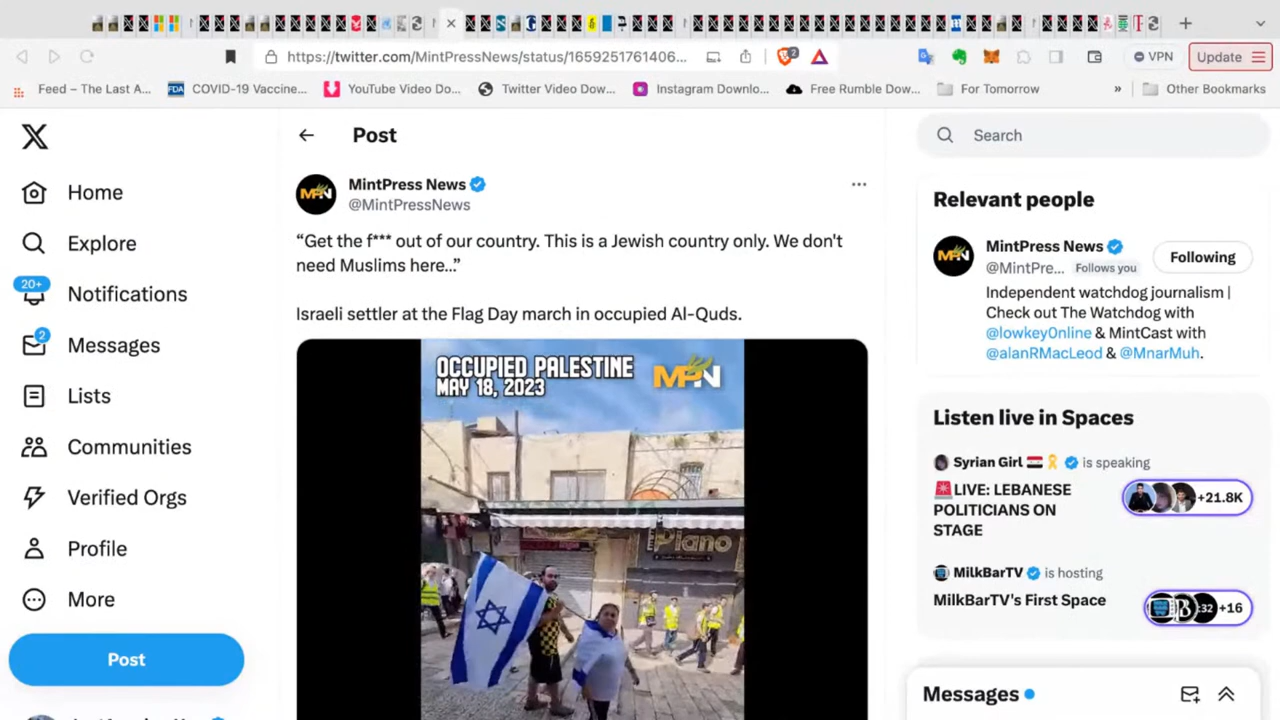 https://twitter.com/MintPressNews/status/1659251761406...
2
VPN
Update
Feed – The Last A...
COVID-19 Vaccine...
YouTube Video Do...
Twitter Video Dow...
Instagram Downlo...
Free Rumble Dow...
For Tomorrow
»
Other Bookmarks
Home
Explore
20+
Notifications
2
Messages
Lists
Communities
Verified Orgs
Profile
More
Post
Post
MintPress News
@MintPressNews
“Get the f*** out of our country. This is a Jewish country only. We don't
need Muslims here…”
Israeli settler at the Flag Day march in occupied Al-Quds.
OCCUPIED PALESTINE
MAY 18, 2023
MPN
Piano
Search
Relevant people
MintPress News
@MintPre... Follows you
Following
Independent watchdog journalism |
Check out The Watchdog with
@lowkey0nline & MintCast with
@alanRMacLeod & @MnarMuh.
Listen live in Spaces
Syrian Girl is speaking
LIVE: LEBANESE
POLITICIANS ON
STAGE
+21.8K
MilkBarTV is hosting
MilkBarTV's First Space
+16
Messages